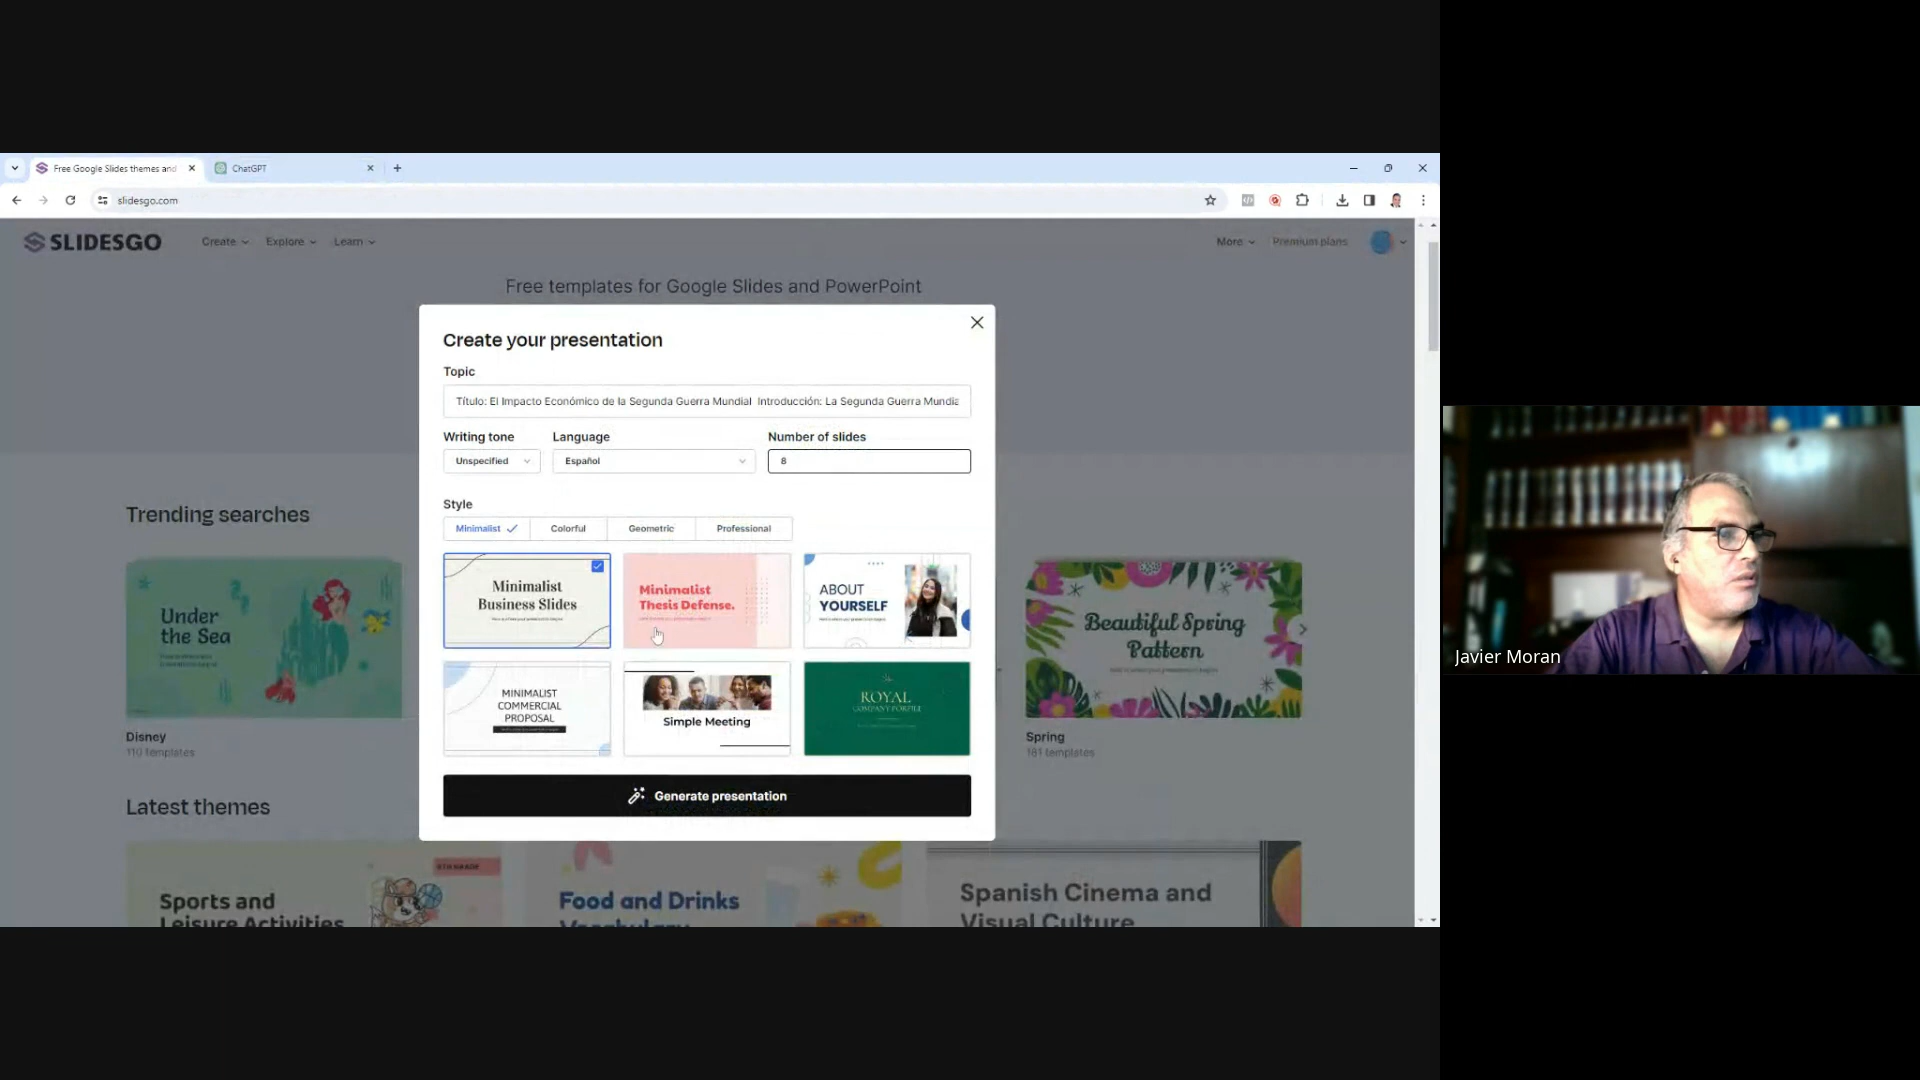 Free Google Slides themes and
ChatGPT
slidesgo.com
SLIDESGO
Create
Explore
Learn
More
Premium plans
Free templates for Google Slides and PowerPoint
Create your presentation
Topic
Título: El Impacto Económico de la Segunda Guerra Mundial Introducción: La Segunda Guerra Mundia
Writing tone
Language
Number of slides
Unspecified
Español
8
Style
Minimalist
Colorful
Geometric
Professional
Minimalist
Business Slides
Minimalist
Thesis Defense.
ABOUT
YOURSELF
MINIMALIST
COMMERCIAL
PROPOSAL
Simple Meeting
ROYAL
Generate presentation
Trending searches
Under
the Sea
Disney
110 templates
Beautiful Spring
Pattern
Spring
161 templates
Latest themes
Sports and
Leisure Activities
Food and Drinks
Vocabulary
Spanish Cinema and
Visual Culture
Javier Moran